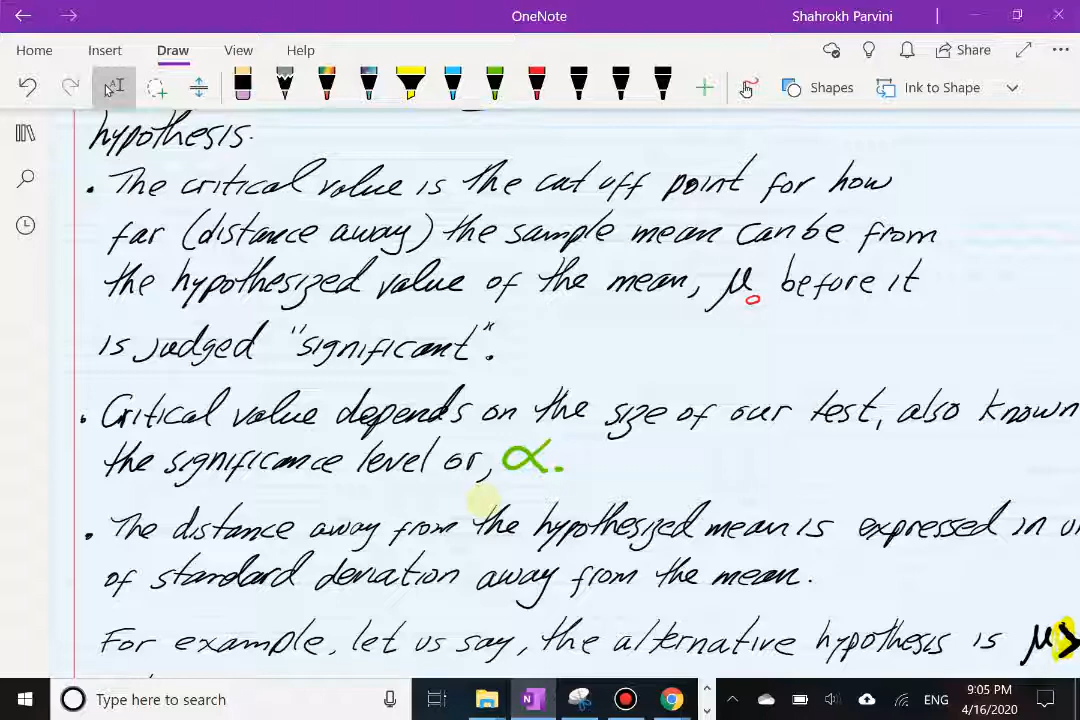 OneNote
Shahrokh Parvini
Home Insert Draw View Help
Share
Shapes Ink to Shape
hypothesis.
• The critical value is the cut off point for how
far (distance away) the sample mean can be from
the hypothesized value of the mean, μ₀ before it
is judged "significant".
• Critical value depends on the size of our test, also known
the significance level or, α.
• The distance away from the hypothesized mean is expressed in
of standard deviation away from the mean.
For example, let us say, the alternative hypothesis is μ>
Type here to search
ENG
9:05 PM
4/16/2020